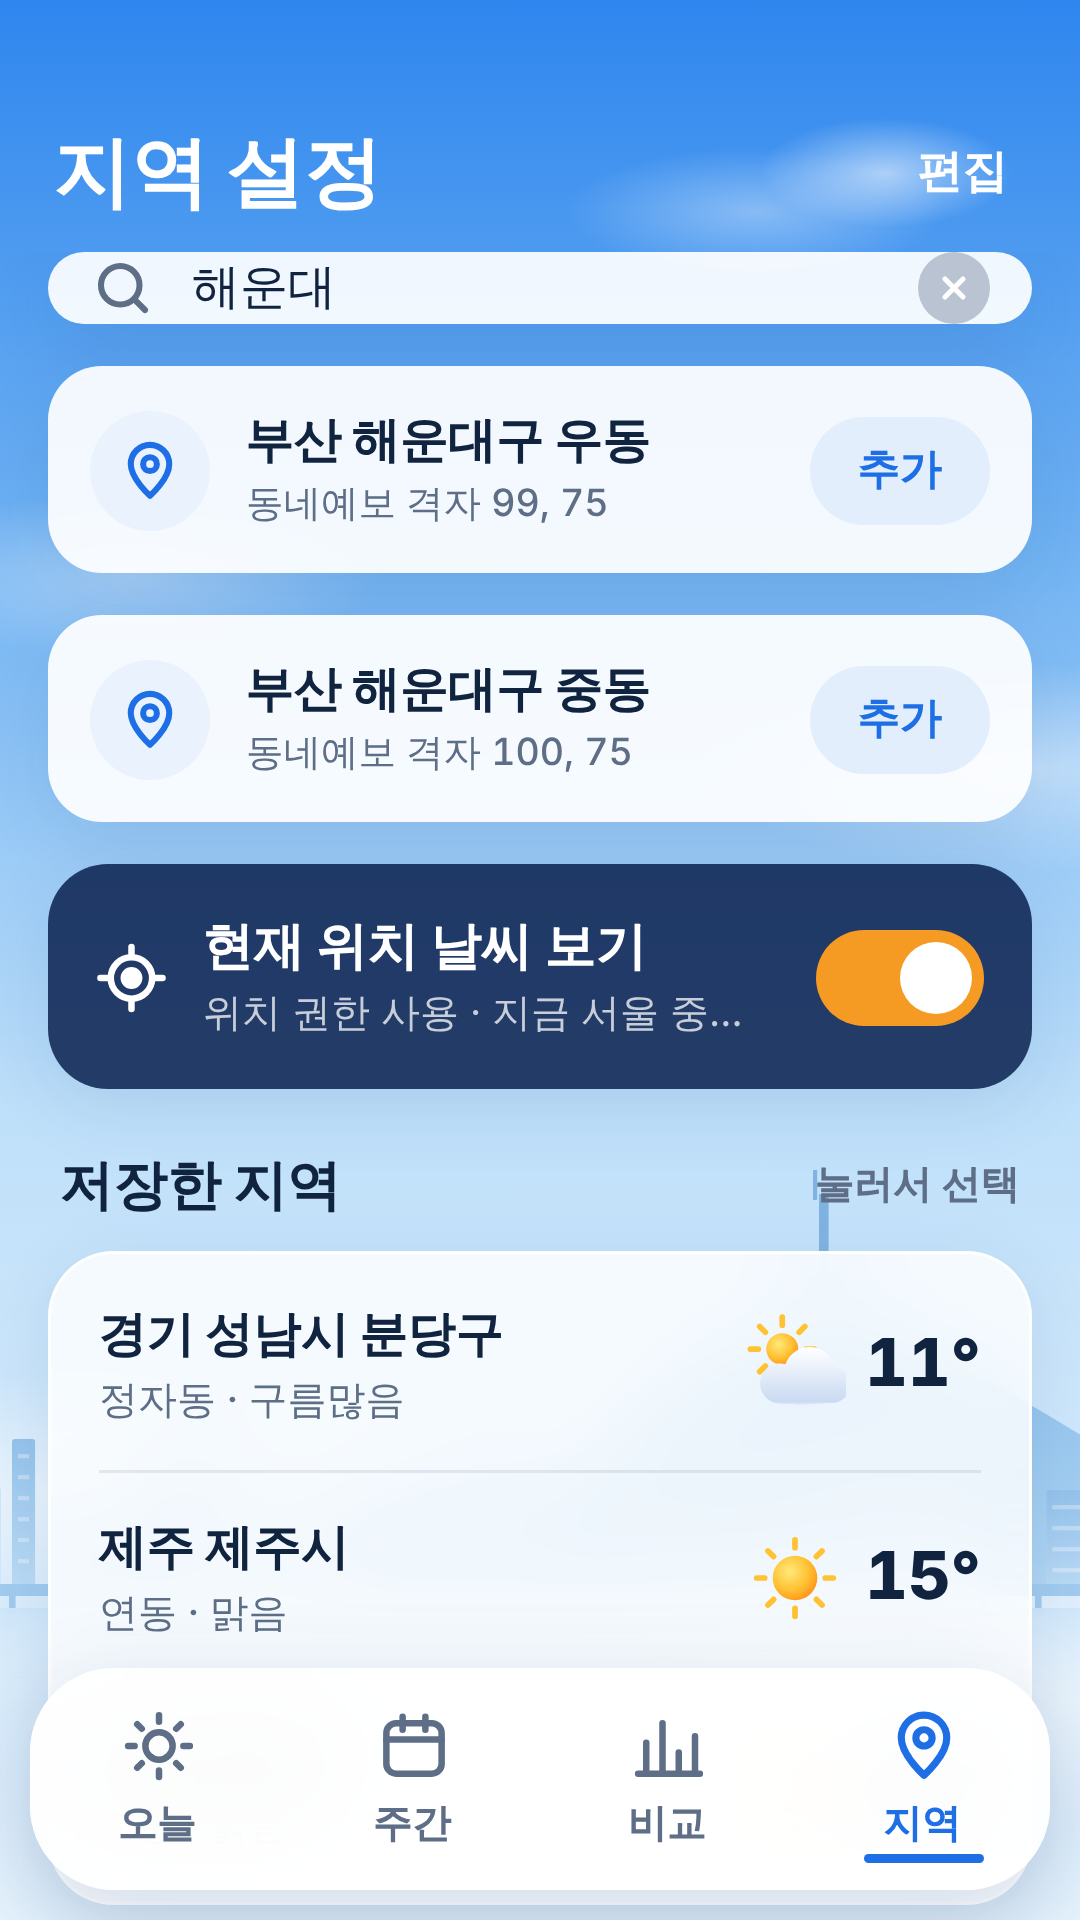 지역 설정
편집
해운대
부산 해운대구 우동
동네예보 격자 99, 75
추가
부산 해운대구 중동
동네예보 격자 100, 75
추가
현재 위치 날씨 보기
위치 권한 사용 · 지금 서울 중...
저장한 지역
눌러서 선택
경기 성남시 분당구
정자동 · 구름많음
11°
제주 제주시
연동 · 맑음
15°
오늘
주간
비교
지역